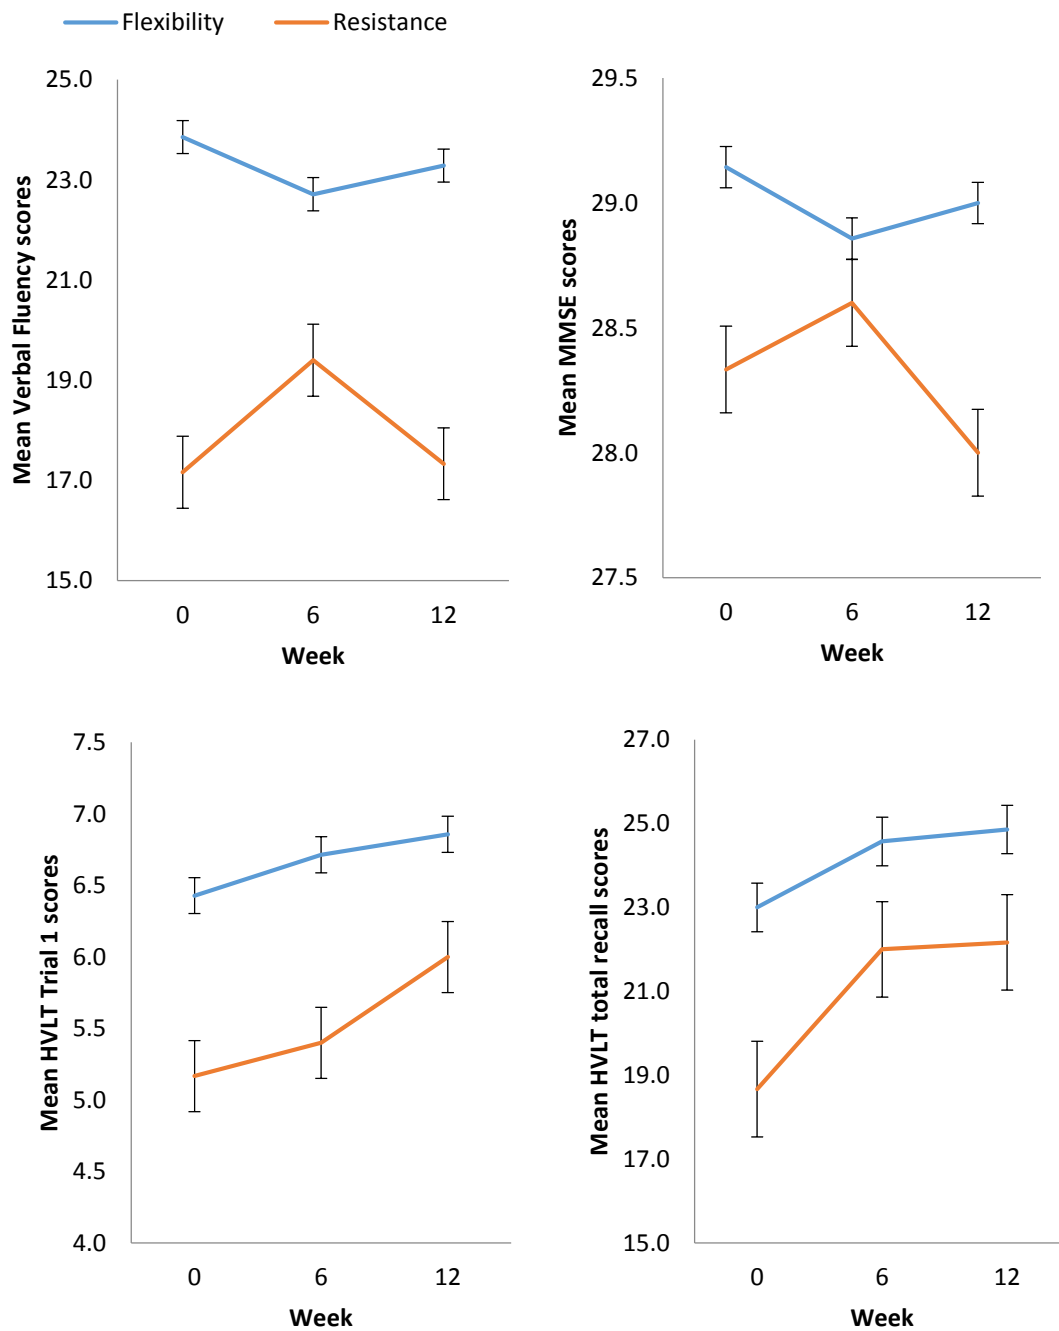 Flexibility Resistance
Mean Verbal Fluency scores
25.0
23.0
21.0
19.0
17.0
15.0
0 6 12
Week
Mean MMSE scores
29.5
29.0
28.5
28.0
27.5
0 6 12
Week
Mean HVLT Trial 1 scores
7.5
7.0
6.5
6.0
5.5
5.0
4.5
4.0
0 6 12
Week
Mean HVLT total recall scores
27.0
25.0
23.0
21.0
19.0
17.0
15.0
0 6 12
Week